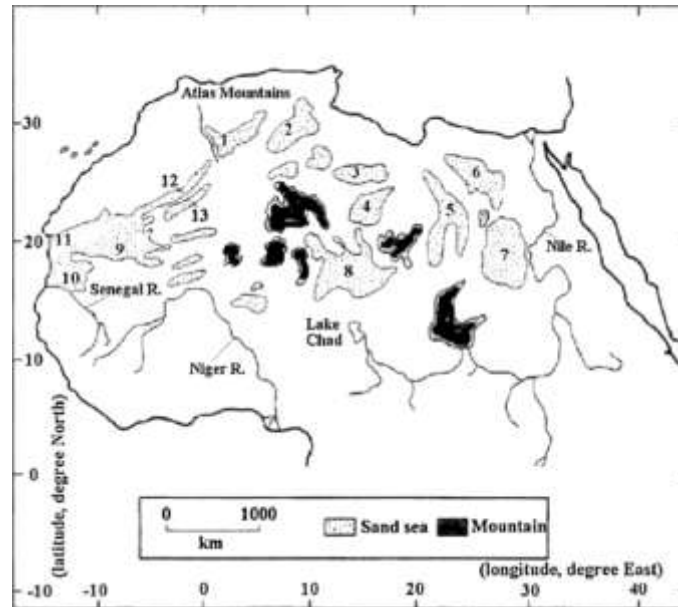 Atlas Mountains
30
1
2
12
3
6
13
4
5
20
11
9
7
Nile R.
10
8
Senegal R.
Lake
Chad
10
Niger R.
0
(latitude, degree North)
0 1000
km
Sand sea
Mountain
(longitude, degree East)
-10
-10 0 10 20 30 40